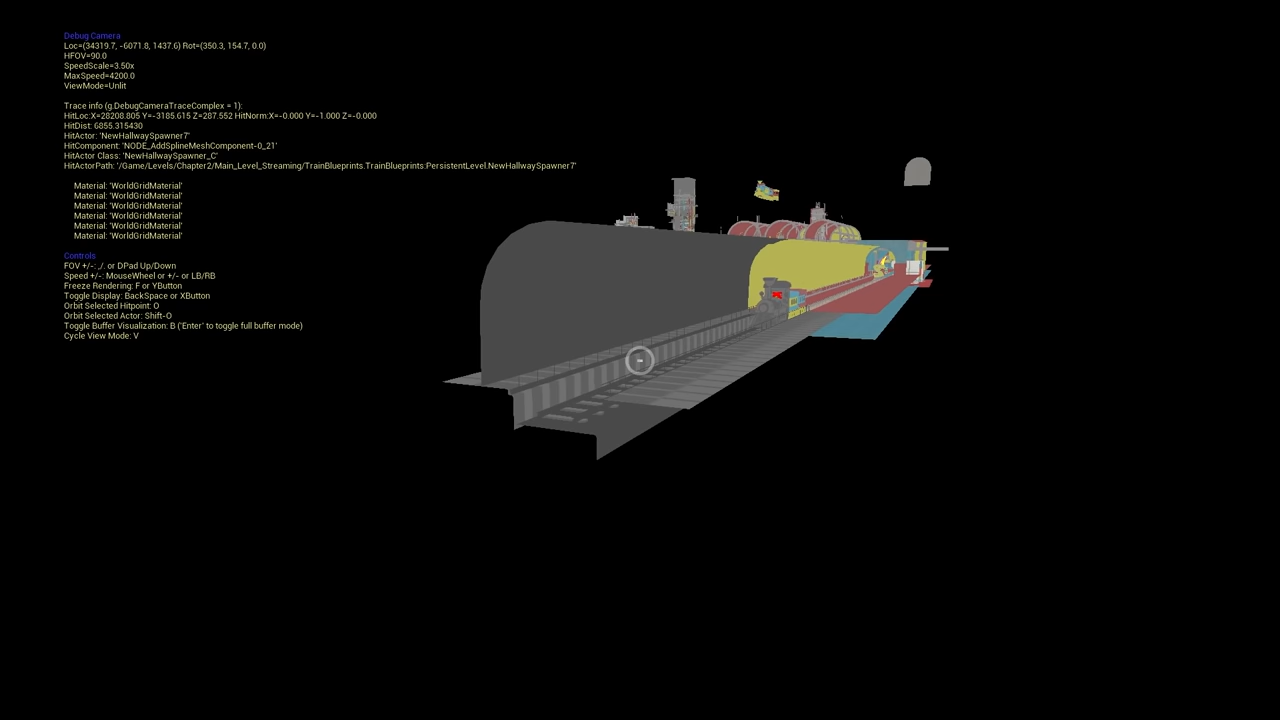 Debug Camera
Loc=(34319.7, -6071.8, 1437.6) Rot=(350.3, 154.7, 0.0)
HFOV=90.0
SpeedScale=3.50x
MaxSpeed=4200.0
ViewMode=Unlit
Trace info (g.DebugCameraTraceComplex = 1):
HitLoc:X=28208.805 Y=-3185.615 Z=287.552 HitNorm:X=-0.000 Y=-1.000 Z=-0.000
HitDist: 6855.315430
HitActor: 'NewHallwaySpawner7'
HitComponent: 'NODE_AddSplineMeshComponent-0_21'
HitActor Class: 'NewHallwaySpawner_C'
HitActorPath: '/Game/Levels/Chapter2/Main_Level_Streaming/TrainBlueprints.TrainBlueprints:PersistentLevel.NewHallwaySpawner7'
Material: 'WorldGridMaterial'
Material: 'WorldGridMaterial'
Material: 'WorldGridMaterial'
Material: 'WorldGridMaterial'
Material: 'WorldGridMaterial'
Material: 'WorldGridMaterial'
Controls
FOV +/-: ,/. or DPad Up/Down
Speed +/-: MouseWheel or +/- or LB/RB
Freeze Rendering: F or YButton
Toggle Display: BackSpace or XButton
Orbit Selected Hitpoint: O
Orbit Selected Actor: Shift-O
Toggle Buffer Visualization: B ('Enter' to toggle full buffer mode)
Cycle View Mode: V